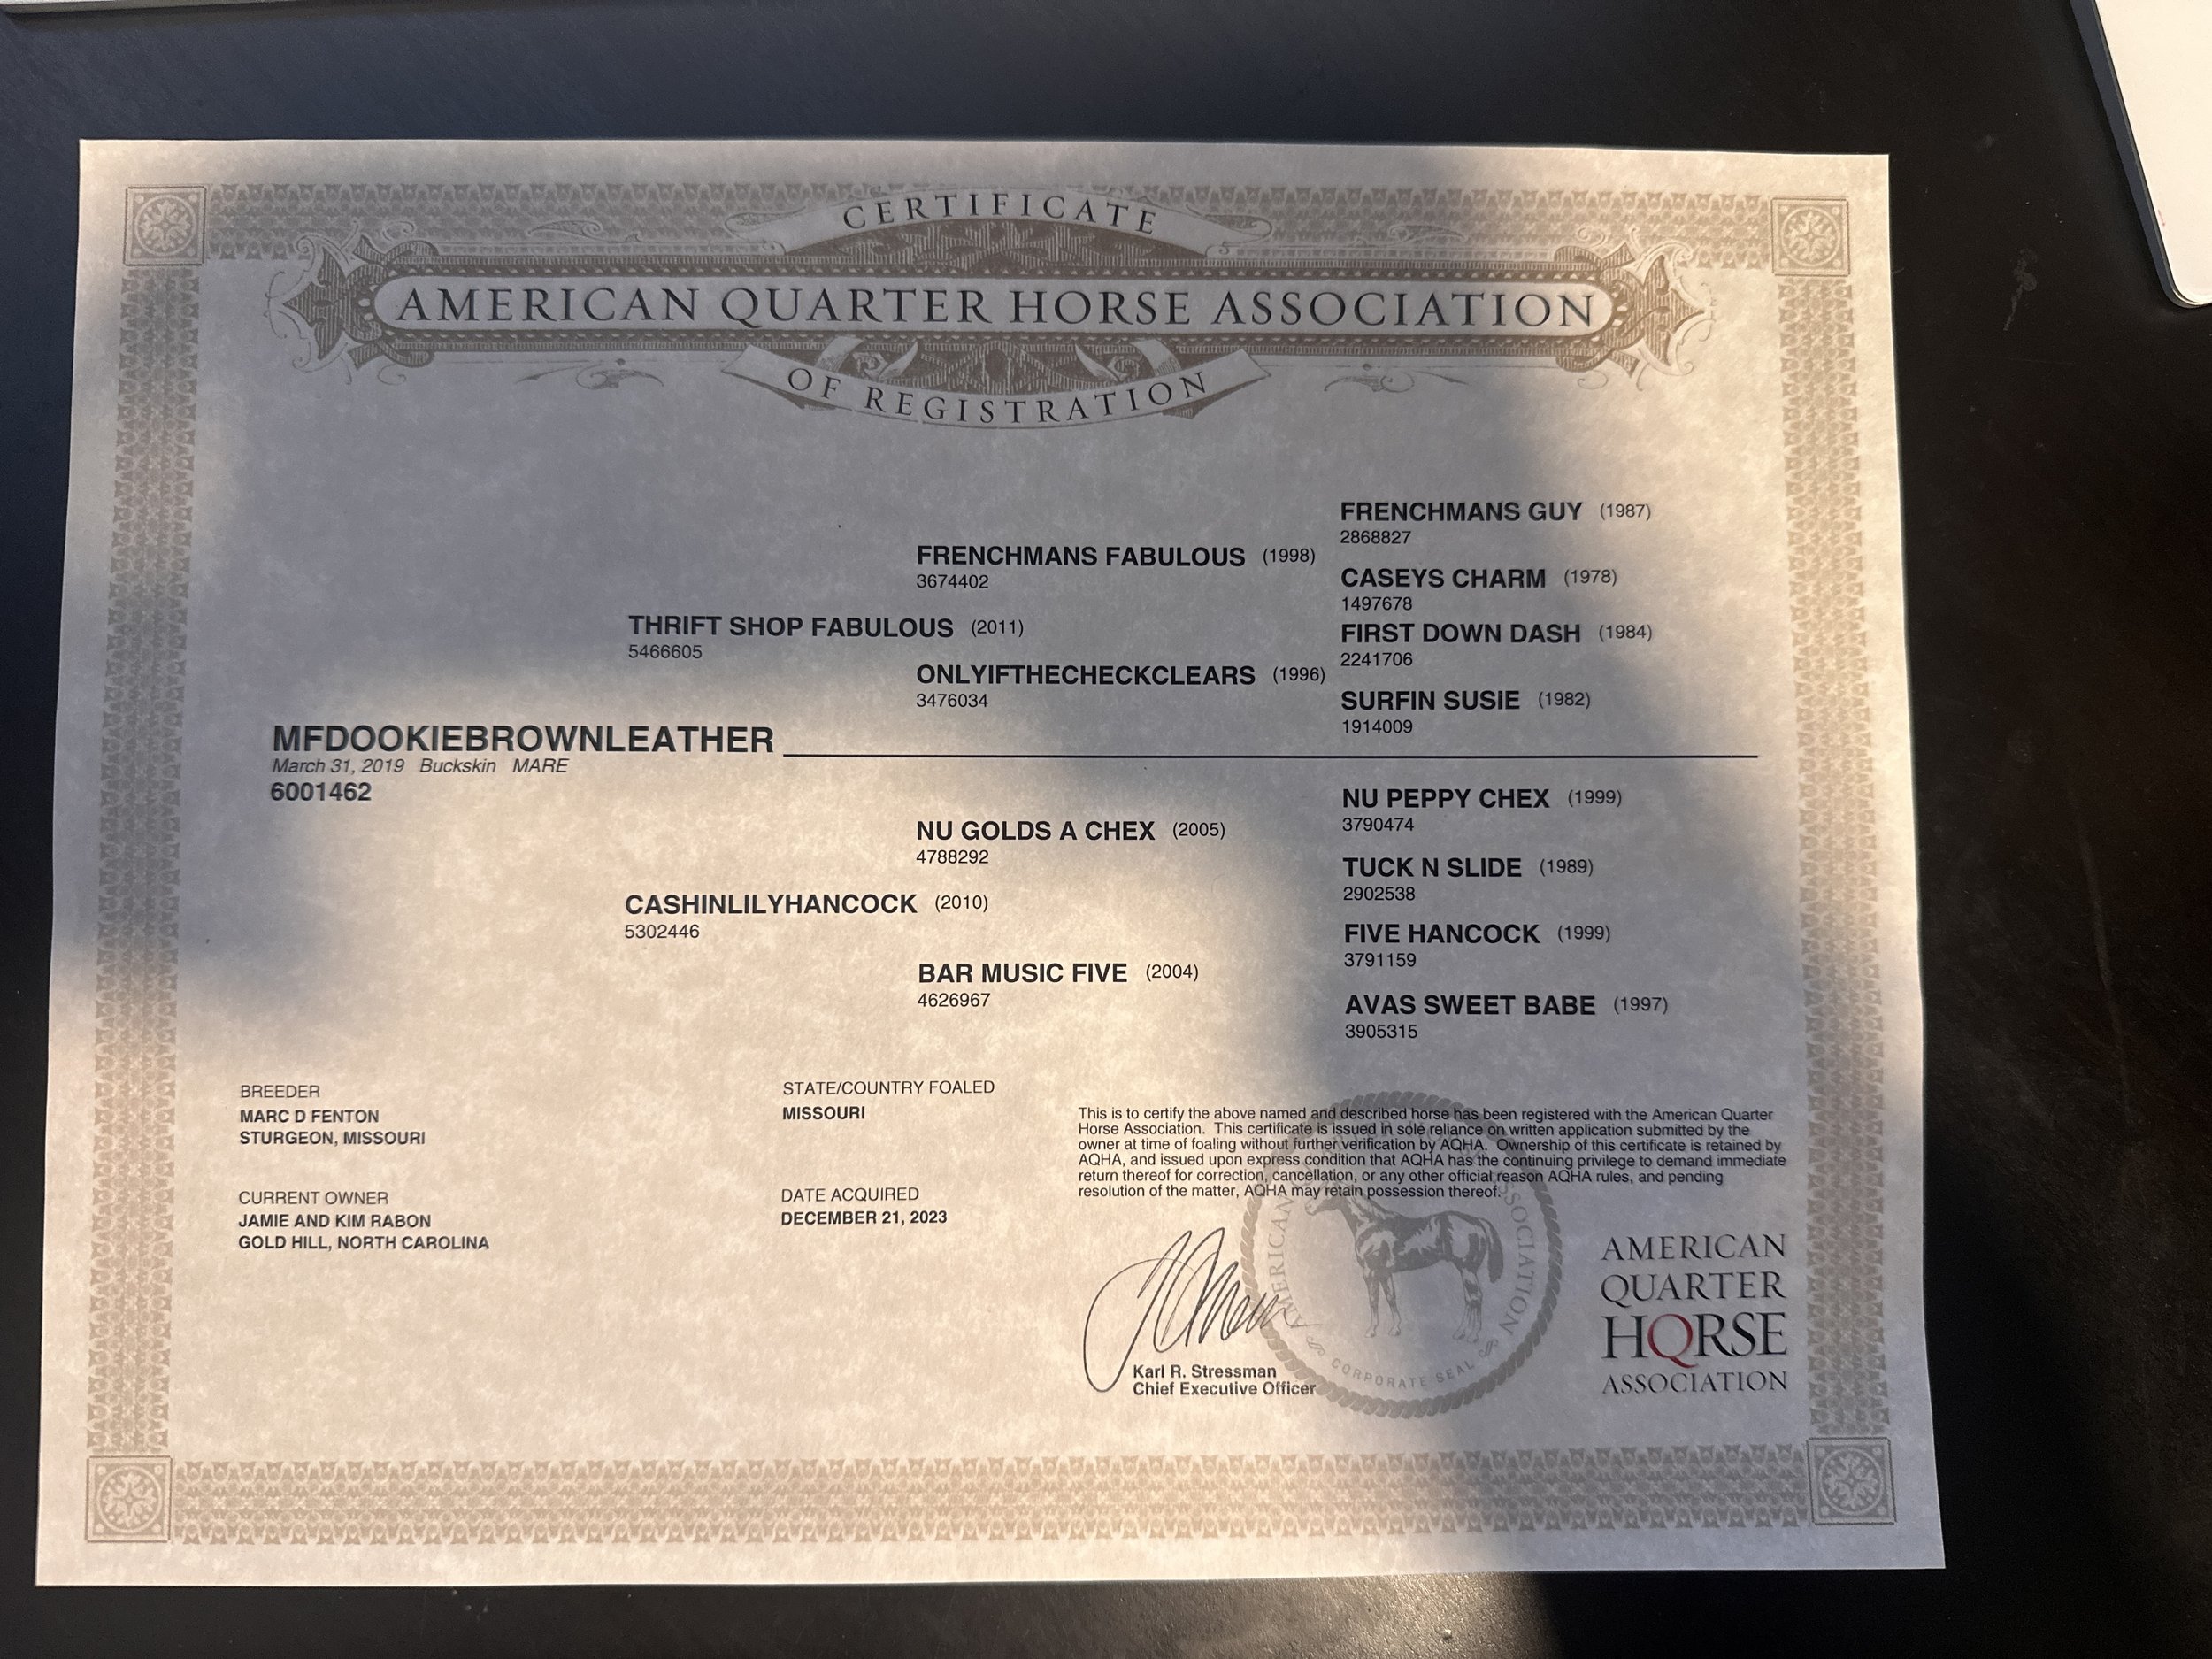 CERTIFICATE
AMERICAN QUARTER HORSE ASSOCIATION
OF REGISTRATION
FRENCHMANS GUY (1987)
2868827
FRENCHMANS FABULOUS (1998)
3674402
CASEYS CHARM (1978)
1497678
THRIFT SHOP FABULOUS (2011)
5466605
FIRST DOWN DASH (1984)
2241706
ONLYIFTHECHECKCLEARS (1996)
3476034
SURFIN SUSIE (1982)
1914009
MFDOOKIEBROWNLEATHER
March 31, 2019 Buckskin MARE
6001462
NU PEPPY CHEX (1999)
3790474
NU GOLDS A CHEX (2005)
4788292
TUCK N SLIDE (1989)
2902538
CASHINLILYHANCOCK (2010)
5302446
FIVE HANCOCK (1999)
3791159
BAR MUSIC FIVE (2004)
4626967
AVAS SWEET BABE (1997)
3905315
BREEDER
MARC D FENTON
STURGEON, MISSOURI
STATE/COUNTRY FOALED
MISSOURI
CURRENT OWNER
JAMIE AND KIM RABON
GOLD HILL, NORTH CAROLINA
DATE ACQUIRED
DECEMBER 21, 2023
This is to certify the above named and described horse has been registered with the American Quarter
Horse Association. This certificate is issued in sole reliance on written application submitted by the
owner at time of foaling without further verification by AQHA. Ownership of this certificate is retained by
AQHA, and issued upon express condition that AQHA has the continuing privilege to demand immediate
return thereof for correction, cancellation, or any other official reason AQHA rules, and pending
resolution of the matter, AQHA may retain possession thereof.
Karl R. Stressman
Chief Executive Officer
AMERICAN
ASSOCIATION
CORPORATE SEAL
AMERICAN
QUARTER
HORSE
ASSOCIATION